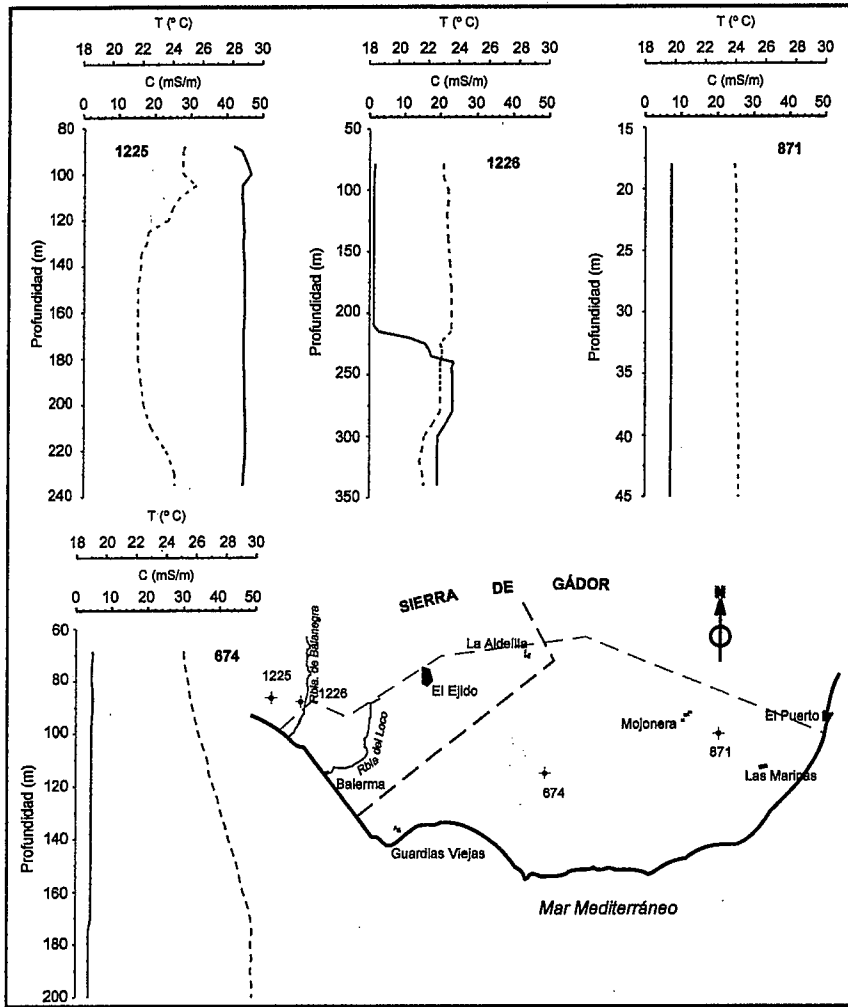 T (º C)
18 20 22 24 26 28 30
C (mS/m)
0 10 20 30 40 50
80
100
120
140
160
180
200
220
240
Profundidad (m)
1225
T (º C)
18 20 22 24 26 28 30
C (mS/m)
0 10 20 30 40 50
50
100
150
200
250
300
350
Profundidad (m)
1226
T (º C)
18 20 22 24 26 28 30
C (mS/m)
0 10 20 30 40 50
15
20
25
30
35
40
45
Profundidad (m)
871
T (º C)
18 20 22 24 26 28 30
C (mS/m)
0 10 20 30 40 50
60
80
100
120
140
160
180
200
Profundidad (m)
674
SIERRA DE GÁDOR
N
La Aldeílla
Rbla. de Balanegra
1225
1226
El Ejido
Rbla del Loco
Balerma
Mojonera
El Puerto
871
674
Las Marinas
Guardias Viejas
Mar Mediterráneo